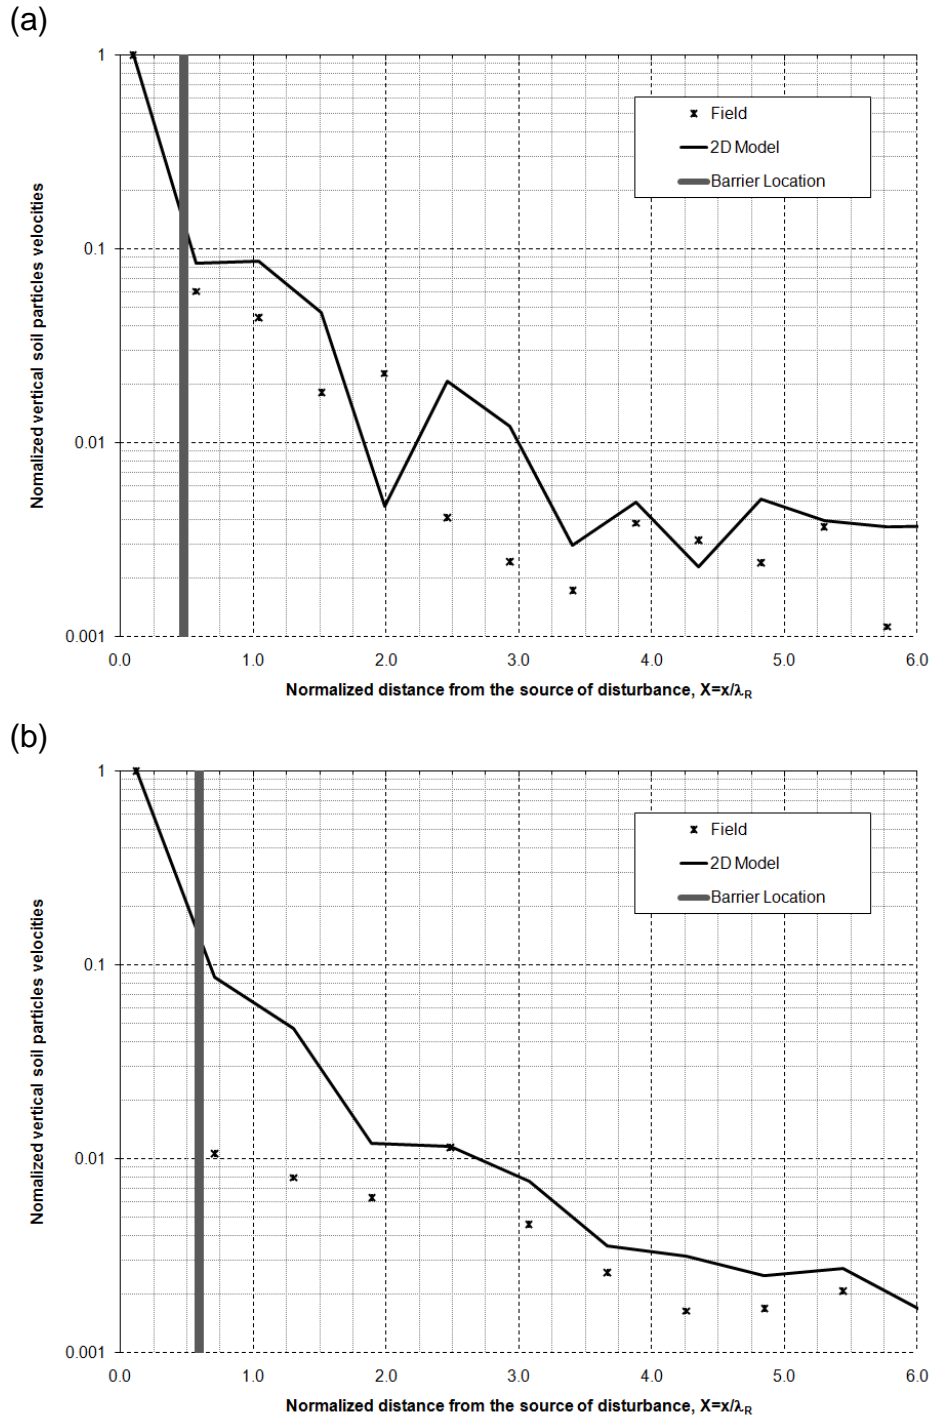 (a)
1
0.1
0.01
0.001
Nomalized vertical soil particles velocities
Field
2D Model
Barrier Location
0.0 1.0 2.0 3.0 4.0 5.0 6.0
Normalized distance from the source of disturbance, X=x/λR
(b)
1
0.1
0.01
0.001
Nomalized vertical soil particles velocities
Field
2D Model
Barrier Location
0.0 1.0 2.0 3.0 4.0 5.0 6.0
Normalized distance from the source of disturbance, X=x/λR